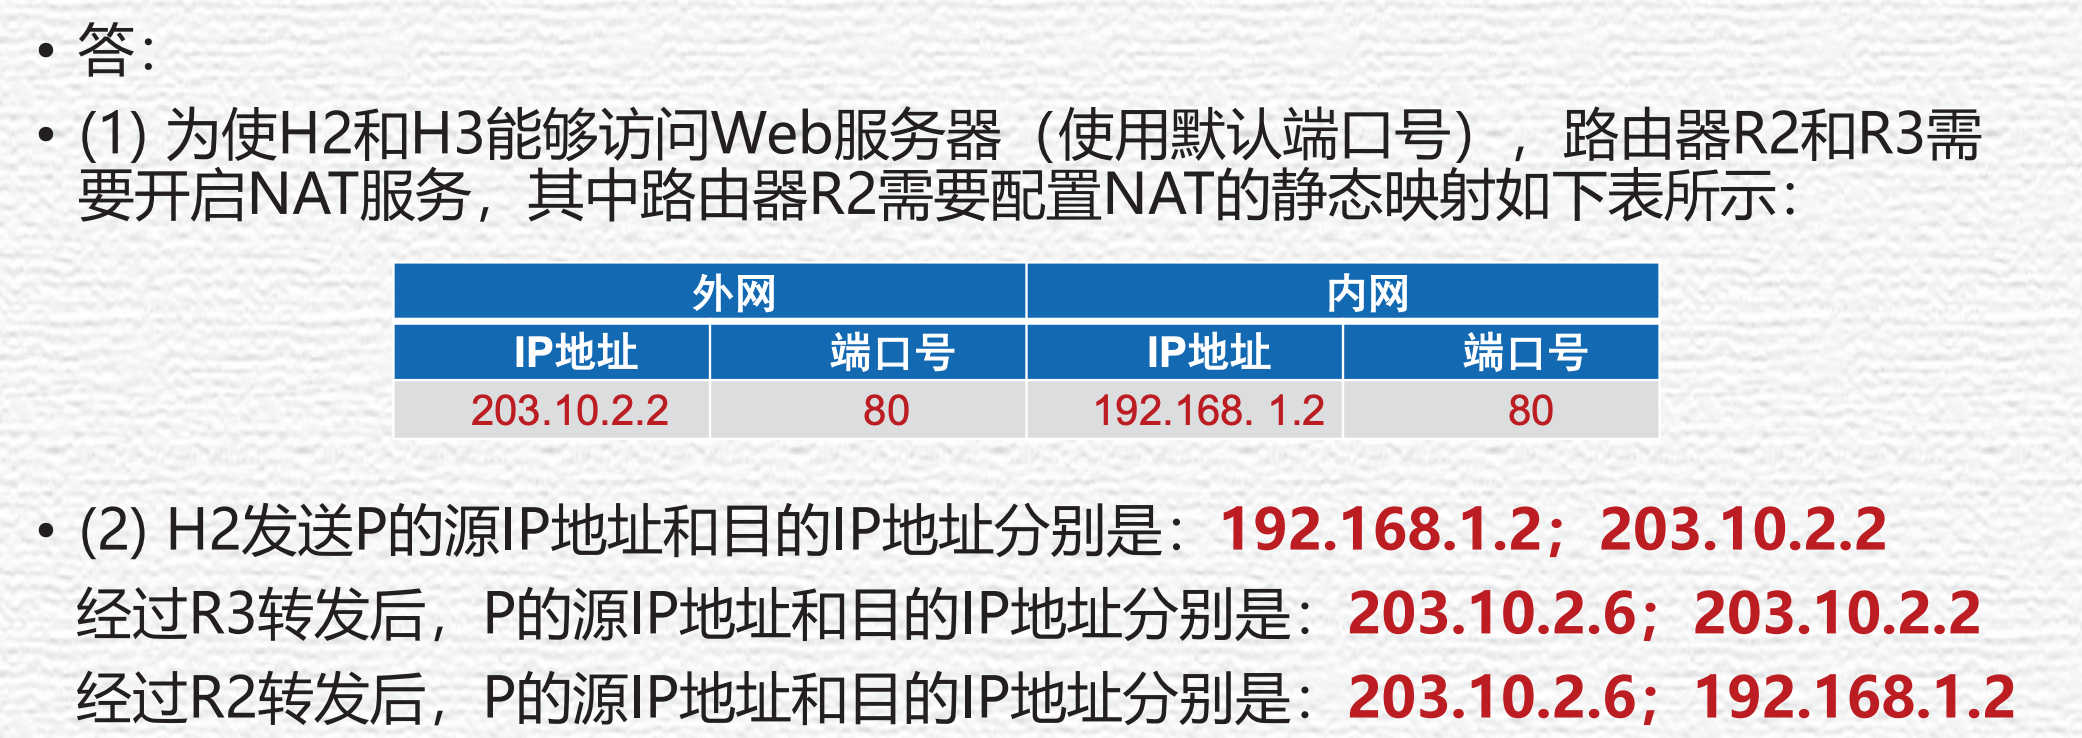 • 答：
• (1) 为使H2和H3能够访问Web服务器（使用默认端口号），路由器R2和R3需
要开启NAT服务，其中路由器R2需要配置NAT的静态映射如下表所示：
外网 内网
IP地址 端口号 IP地址 端口号
203.10.2.2 80 192.168. 1.2 80
• (2) H2发送P的源IP地址和目的IP地址分别是：192.168.1.2；203.10.2.2
经过R3转发后，P的源IP地址和目的IP地址分别是：203.10.2.6；203.10.2.2
经过R2转发后，P的源IP地址和目的IP地址分别是：203.10.2.6；192.168.1.2